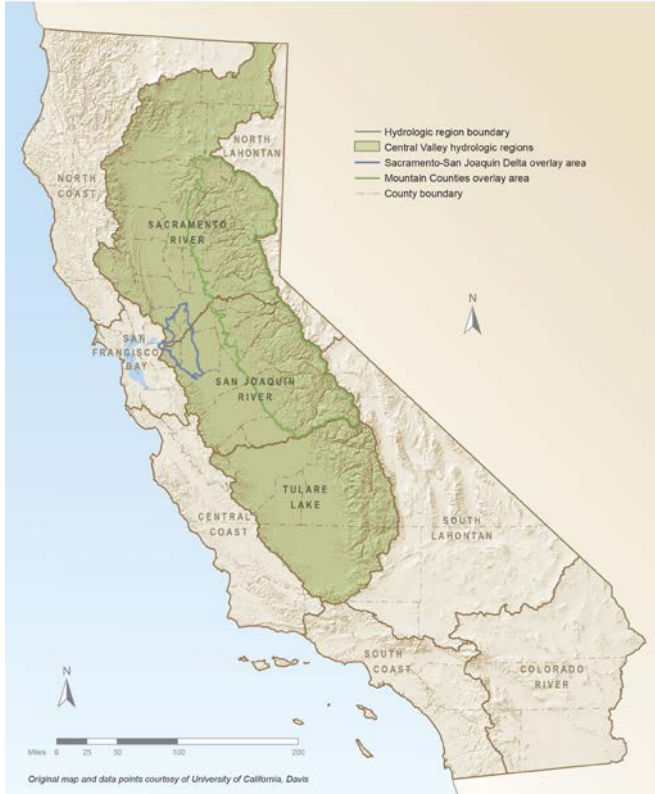 Hydrologic region boundary
Central Valley hydrologic regions
Sacramento-San Joaquin Delta overlay area
Mountain Counties overlay area
County boundary
NORTH
LAHONTAN
NORTH
COAST
SACRAMENTO
RIVER
N
SAN
FRANCISCO
BAY
SAN JOAQUIN
RIVER
TULARE
LAKE
CENTRAL
COAST
SOUTH
LAHONTAN
SOUTH
COAST
COLORADO
RIVER
N
Miles 0 25 50 100 200
Original map and data points courtesy of University of California, Davis